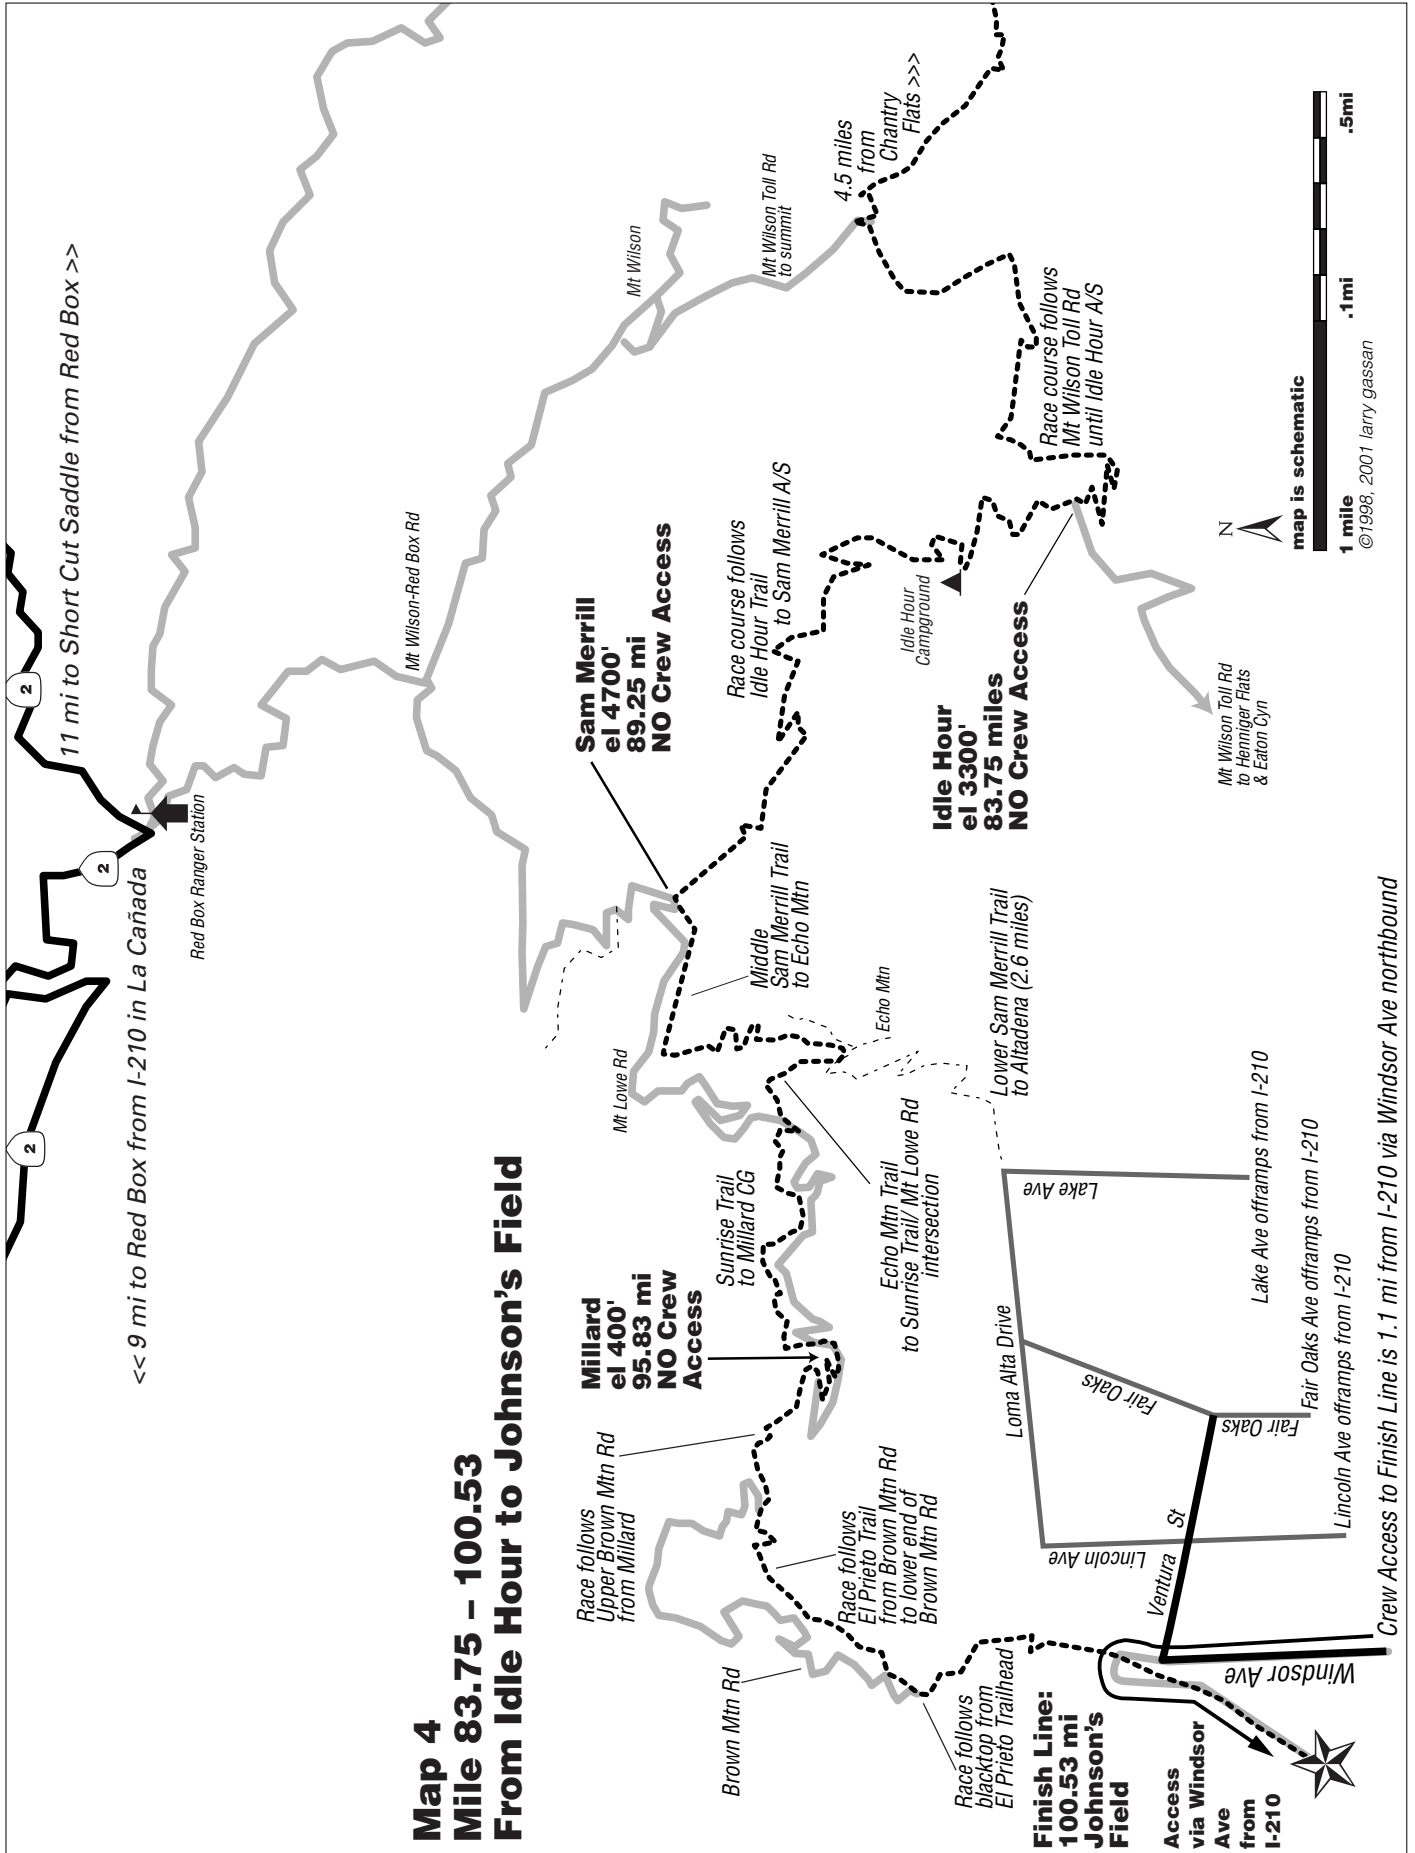 Map 4
Mile 83.75 – 100.53
From Idle Hour to Johnson's Field
<< 9 mi to Red Box from I-210 in La Cañada
11 mi to Short Cut Saddle from Red Box >>
2
2
2
Red Box Ranger Station
Mt Wilson-Red Box Rd
Mt Wilson
Mt Wilson Toll Rd
to summit
4.5 miles
from
Chantry
Flats >>>
Race course follows
Mt Wilson Toll Rd
until Idle Hour A/S
Sam Merrill
el 4700'
89.25 mi
NO Crew Access
Race course follows
Idle Hour Trail
to Sam Merrill A/S
Idle Hour
Campground
Idle Hour
el 3300'
83.75 miles
NO Crew Access
Mt Wilson Toll Rd
to Henniger Flats
& Eaton Cyn
Middle
Sam Merrill Trail
to Echo Mtn
Mt Lowe Rd
Echo Mtn
Lower Sam Merrill Trail
to Altadena (2.6 miles)
Echo Mtn Trail
to Sunrise Trail/ Mt Lowe Rd
intersection
Sunrise Trail
to Millard CG
Millard
el 400'
95.83 mi
NO Crew
Access
Race follows
Upper Brown Mtn Rd
from Millard
Race follows
El Prieto Trail
from Brown Mtn Rd
to lower end of
Brown Mtn Rd
Brown Mtn Rd
Race follows
blacktop from
El Prieto Trailhead
Finish Line:
100.53 mi
Johnson's
Field
Access
via Windsor
Ave
from
I-210
Windsor Ave
Ventura St
Lincoln Ave
Loma Alta Drive
Fair Oaks
Fair Oaks
Lake Ave
Lake Ave offramps from I-210
Fair Oaks Ave offramps from I-210
Lincoln Ave offramps from I-210
Crew Access to Finish Line is 1.1 mi from I-210 via Windsor Ave northbound
N
map is schematic
1 mile .1mi .5mi
©1998, 2001 larry gassan